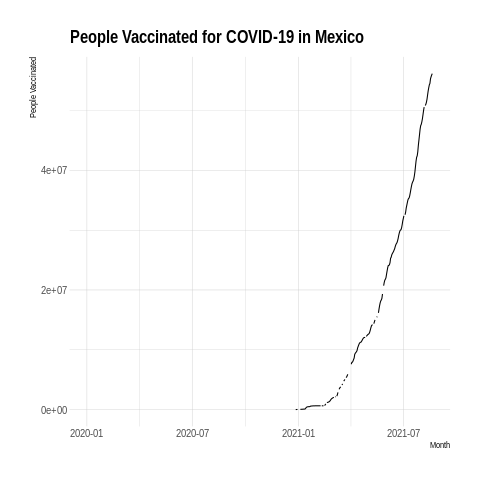 People Vaccinated for COVID-19 in Mexico
People Vaccinated
4e+07
2e+07
0e+00
2020-01 2020-07 2021-01 2021-07
Month